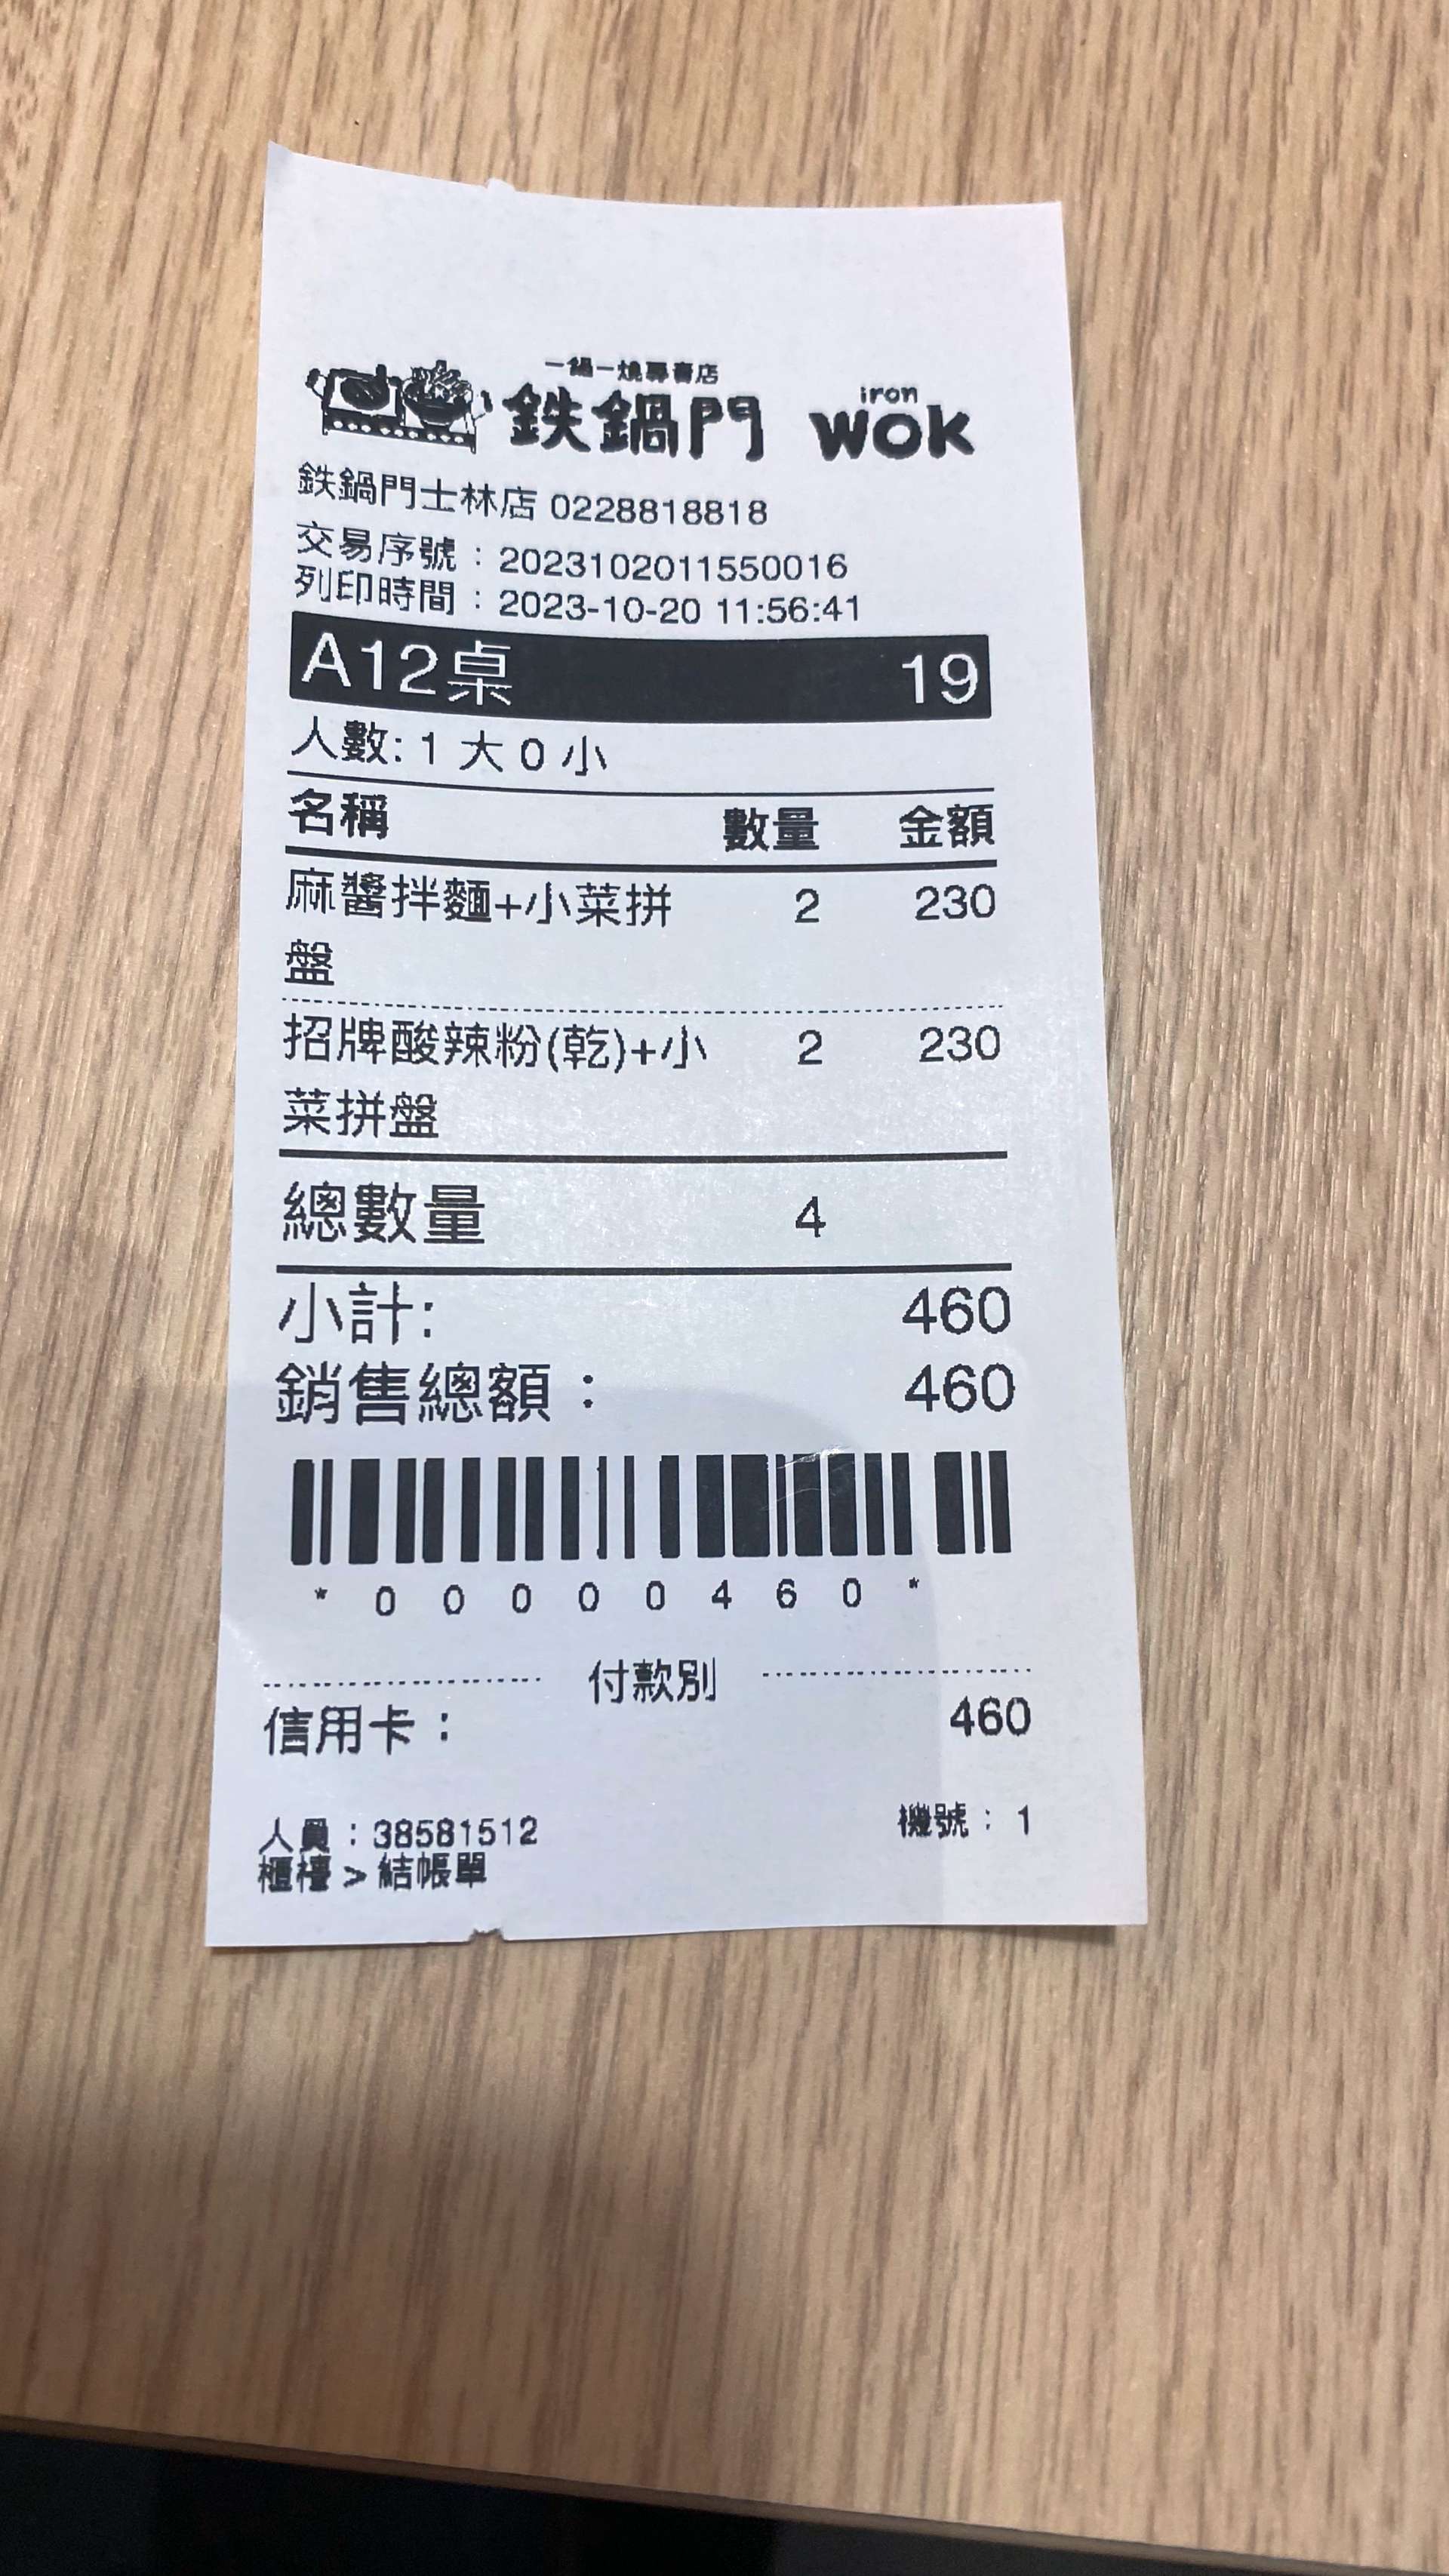 一鍋一燒專賣店
鉄鍋門 iron wok
鉄鍋門士林店 0228818818
交易序號：2023102011550016
列印時間：2023-10-20 11:56:41
A12桌 19
人數: 1 大 0 小
名稱 數量 金額
麻醬拌麵+小菜拼 2 230
盤
招牌酸辣粉(乾)+小 2 230
菜拼盤
總數量 4
小計: 460
銷售總額： 460
* 0 0 0 0 0 4 6 0 *
付款別
信用卡： 460
人員：38581512 機號：1
櫃檯 > 結帳單